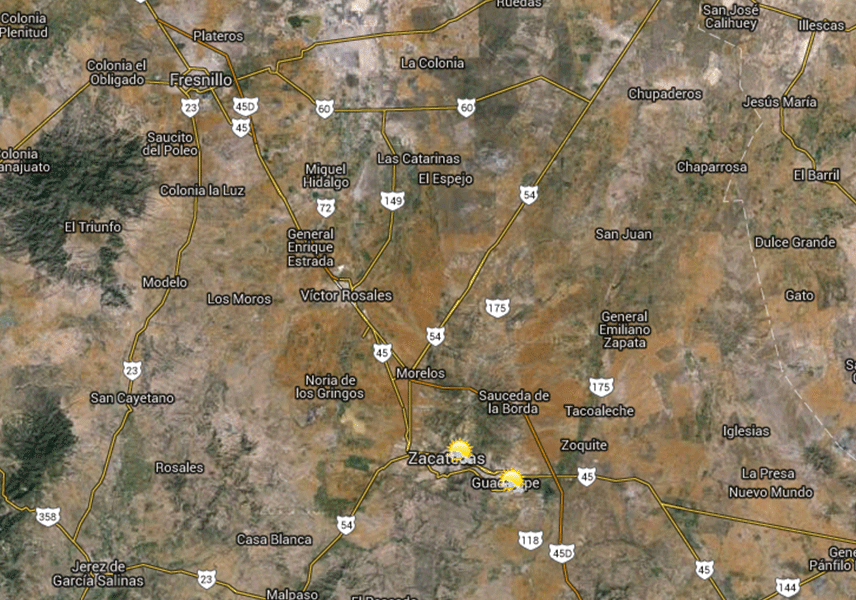 Ruedas
San José
Calihuey
Illescas
Colonia
Plenitud
Plateros
La Colonia
Colonia el
Obligado
Fresnillo
Chupaderos
Jesús María
23
45D
60
60
45
Saucito
del Poleo
Las Catarinas
Colonia
anajuato
Miguel
Hidalgo
El Espejo
Chaparrosa
El Barril
Colonia la Luz
54
149
72
El Triunfo
General
Enrique
Estrada
San Juan
Dulce Grande
Modelo
Los Moros
Víctor Rosales
Gato
175
General
Emiliano
Zapata
54
45
23
Morelos
Noria de
los Gringos
175
San Cayetano
Sauceda de
la Borda
Tacoaleche
Iglesias
Zoquite
Zacatecas
Rosales
Guadalupe
45
La Presa
Nuevo Mundo
358
54
Casa Blanca
118
45D
Jerez de
García Salinas
23
45
Gene
Pánfilo
144
Malpaso